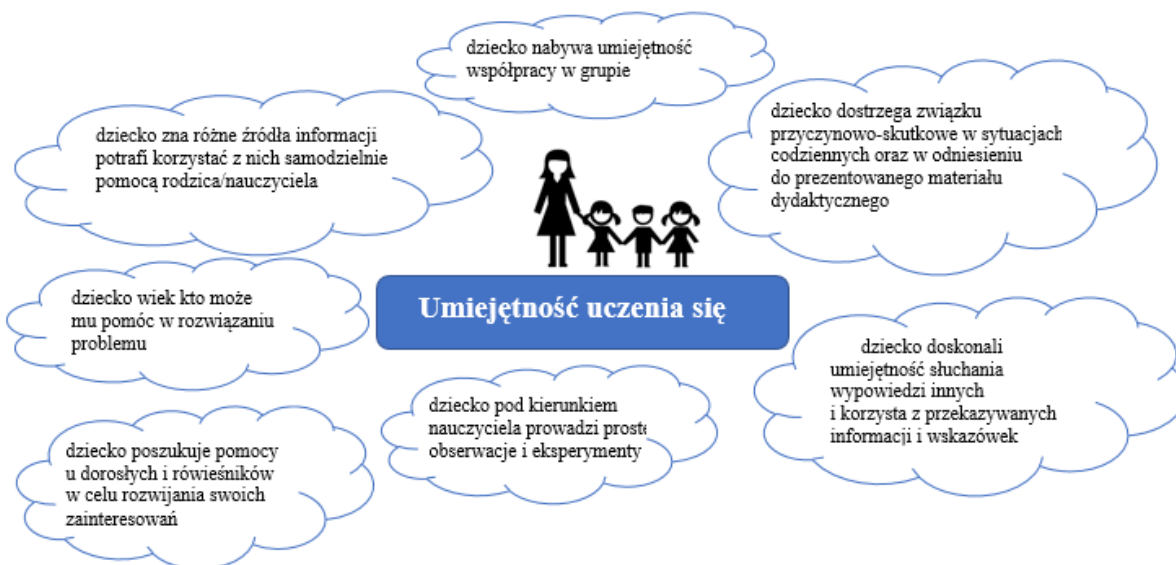 dziecko nabywa umiejętność
współpracy w grupie
dziecko zna różne źródła informacji
potrafi korzystać z nich samodzielnie
pomocą rodzica/nauczyciela
dziecko dostrzega związku
przyczynowo-skutkowe w sytuacjach
codziennych oraz w odniesieniu
do prezentowanego materiału
dydaktycznego
Umiejętność uczenia się
dziecko wiek kto może
mu pomóc w rozwiązaniu
problemu
dziecko doskonali
umiejętność słuchania
wypowiedzi innych
i korzysta z przekazywanych
informacji i wskazówek
dziecko pod kierunkiem
nauczyciela prowadzi proste
obserwacje i eksperymenty
dziecko poszukuje pomocy
u dorosłych i rówieśników
w celu rozwijania swoich
zainteresowań